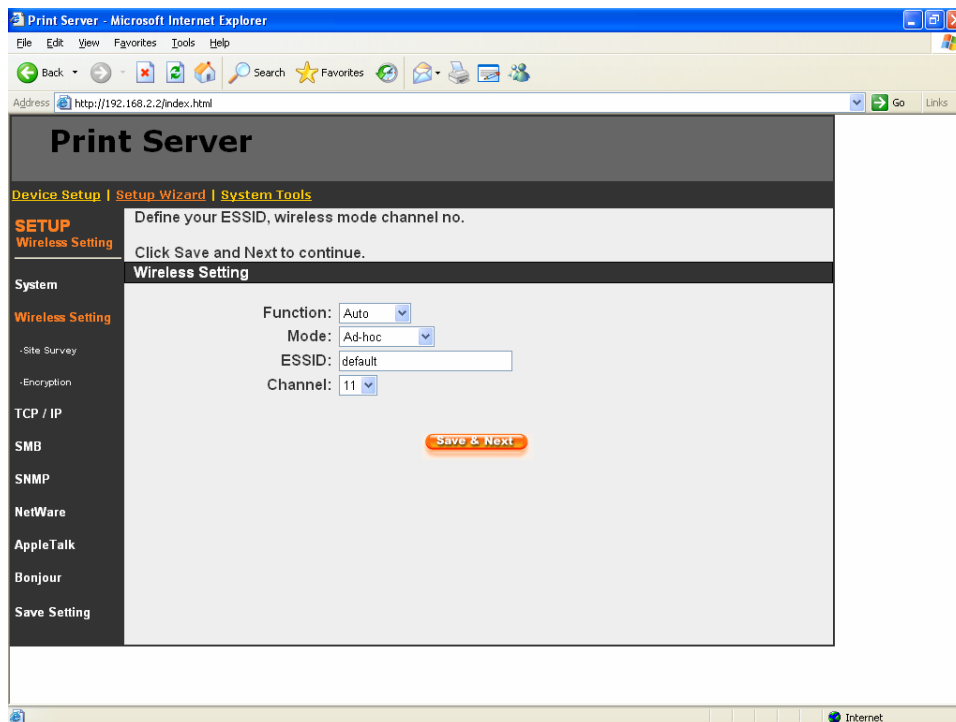 Print Server - Microsoft Internet Explorer
File Edit View Favorites Tools Help
Back Search Favorites
Address http://192.168.2.2/index.html Go Links
Print Server
Device Setup | Setup Wizard | System Tools
SETUP
Wireless Setting
System
Wireless Setting
-Site Survey
-Encryption
TCP / IP
SMB
SNMP
NetWare
AppleTalk
Bonjour
Save Setting
Define your ESSID, wireless mode channel no.
Click Save and Next to continue.
Wireless Setting
Function: Auto
Mode: Ad-hoc
ESSID: default
Channel: 11
Save & Next
Internet